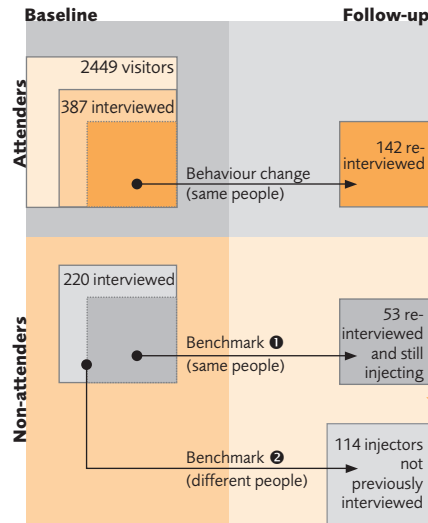 Baseline
Follow-up
Attenders
2449 visitors
387 interviewed
Behaviour change
(same people)
142 re-
interviewed
Non-attenders
220 interviewed
Benchmark ❶
(same people)
53 re-
interviewed
and still
injecting
Benchmark ❷
(different people)
114 injectors
not
previously
interviewed